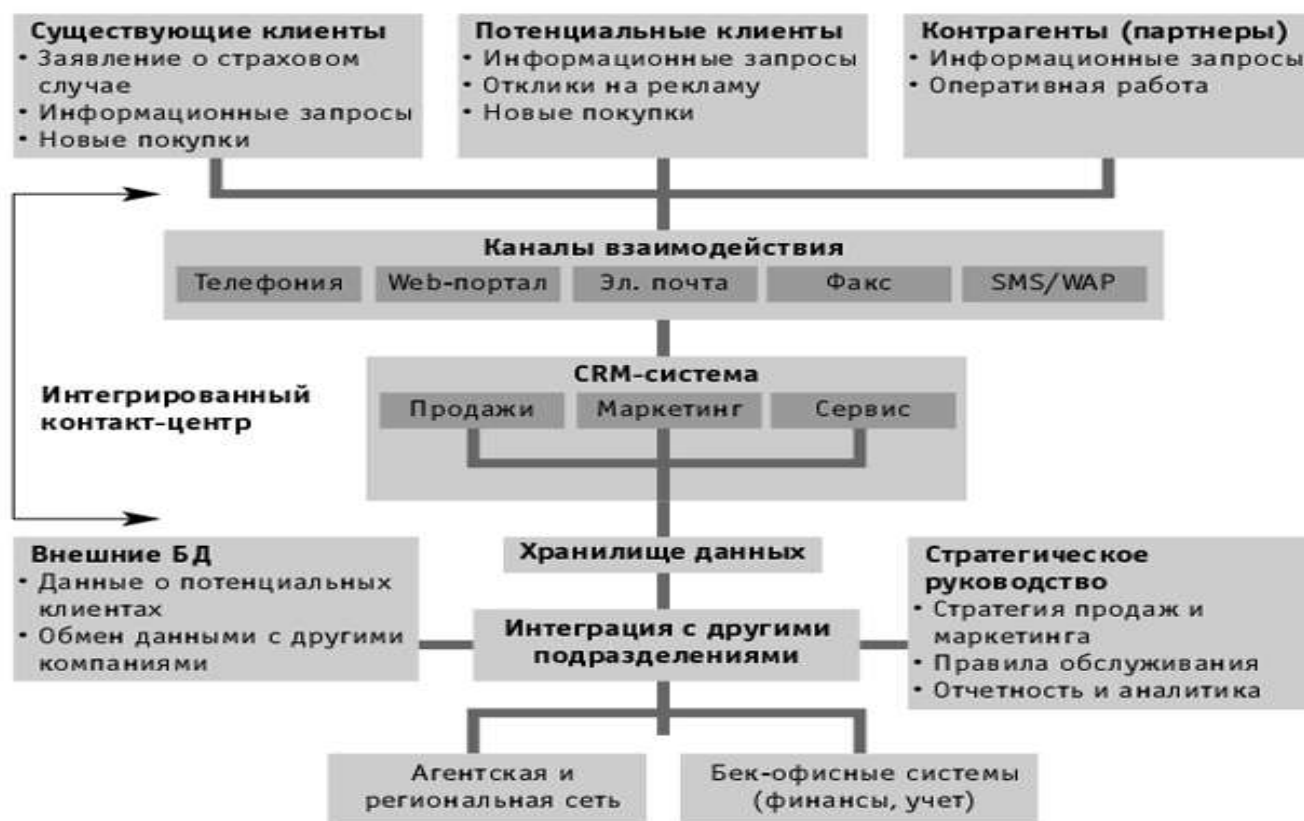 Существующие клиенты
• Заявление о страховом
случае
• Информационные запросы
• Новые покупки
Потенциальные клиенты
• Информационные запросы
• Отклики на рекламу
• Новые покупки
Контрагенты (партнеры)
• Информационные запросы
• Оперативная работа
Каналы взаимодействия
Телефония
Web-портал
Эл. почта
Факс
SMS/WAP
CRM-система
Продажи
Маркетинг
Сервис
Интегрированный
контакт-центр
Внешние БД
• Данные о потенциальных
клиентах
• Обмен данными с другими
компаниями
Хранилище данных
Интеграция с другими
подразделениями
Стратегическое
руководство
• Стратегия продаж и
маркетинга
• Правила обслуживания
• Отчетность и аналитика
Агентская и
региональная сеть
Бек-офисные системы
(финансы, учет)